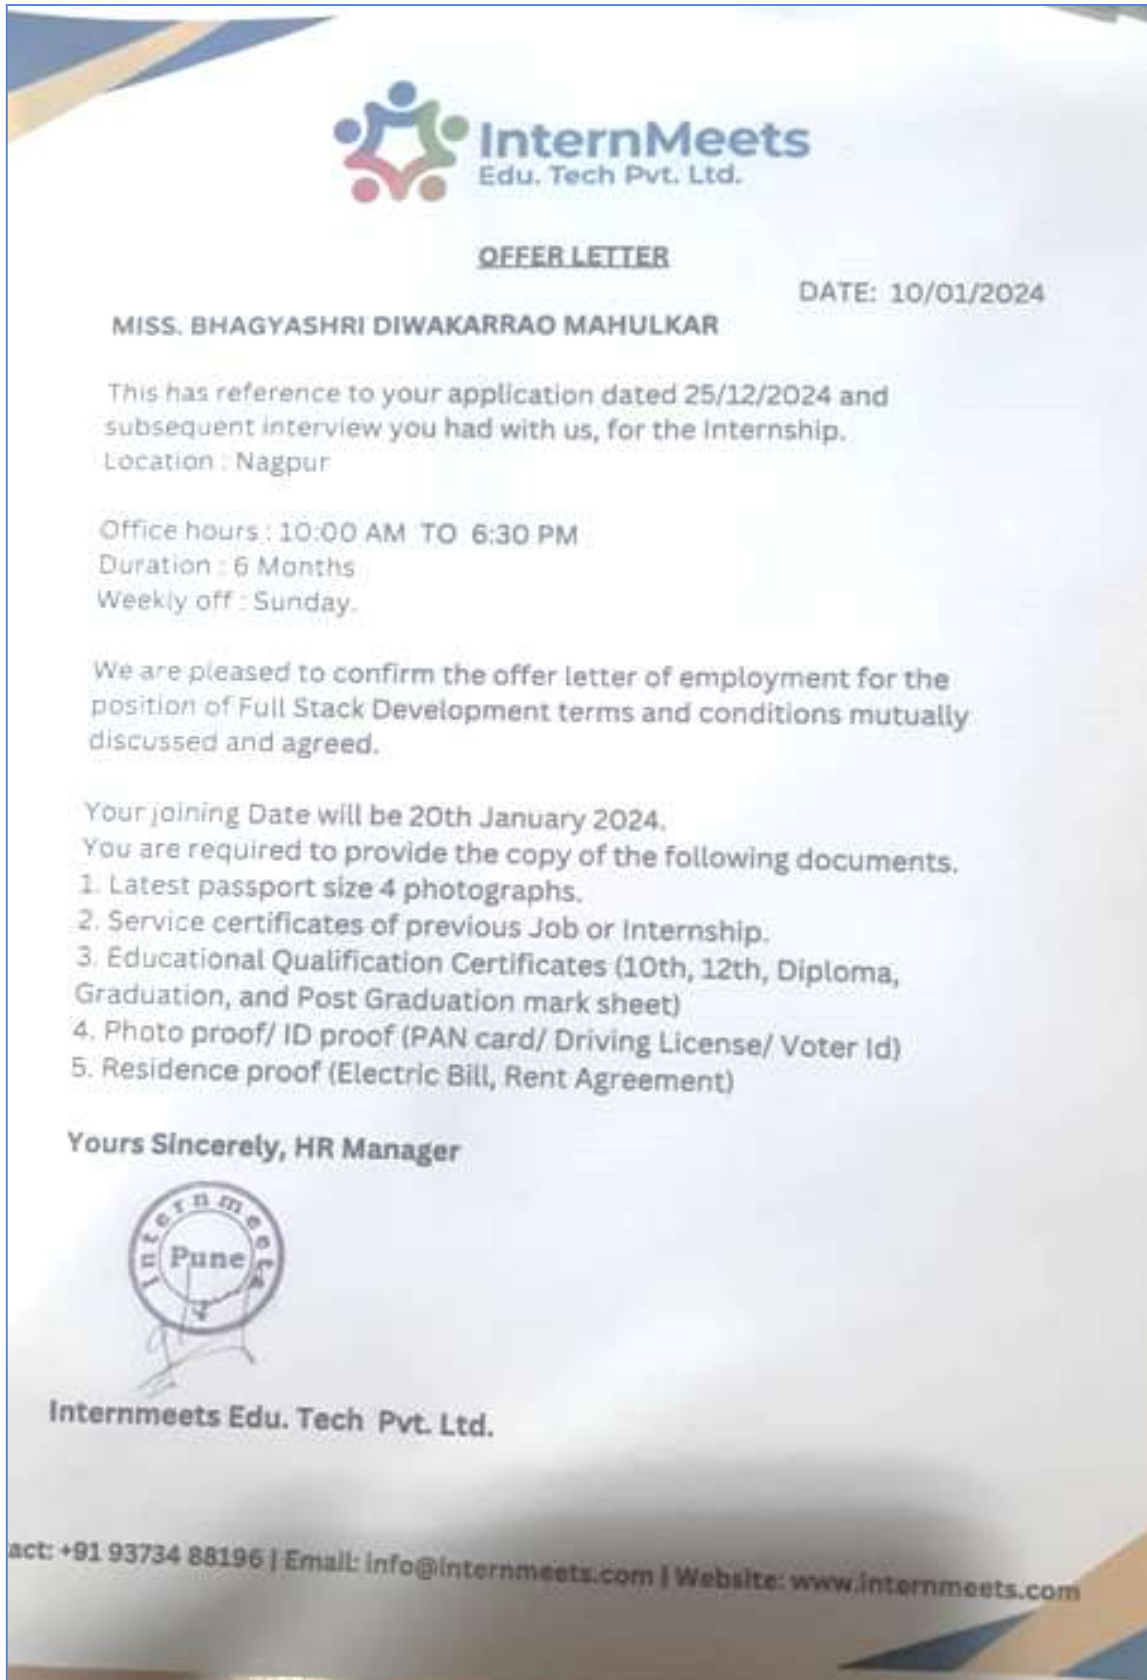 InternMeets
Edu. Tech Pvt. Ltd.
OFFER LETTER
DATE: 10/01/2024
MISS. BHAGYASHRI DIWAKARRAO MAHULKAR
This has reference to your application dated 25/12/2024 and
subsequent interview you had with us, for the Internship.
Location : Nagpur
Office hours : 10:00 AM TO 6:30 PM
Duration : 6 Months
Weekly off : Sunday.
We are pleased to confirm the offer letter of employment for the
position of Full Stack Development terms and conditions mutually
discussed and agreed.
Your joining Date will be 20th January 2024.
You are required to provide the copy of the following documents.
1. Latest passport size 4 photographs.
2. Service certificates of previous Job or Internship.
3. Educational Qualification Certificates (10th, 12th, Diploma,
Graduation, and Post Graduation mark sheet)
4. Photo proof/ ID proof (PAN card/ Driving License/ Voter Id)
5. Residence proof (Electric Bill, Rent Agreement)
Yours Sincerely, HR Manager
Internmeets
Pune
Internmeets Edu. Tech Pvt. Ltd.
act: +91 93734 88196 | Email: info@internmeets.com | Website: www.internmeets.com